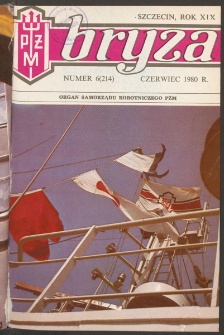 SZCZECIN, ROK XIX
PŻM
bryza
NUMER 6(214) CZERWIEC 1980 R.
ORGAN SAMORZĄDU ROBOTNICZEGO PŻM